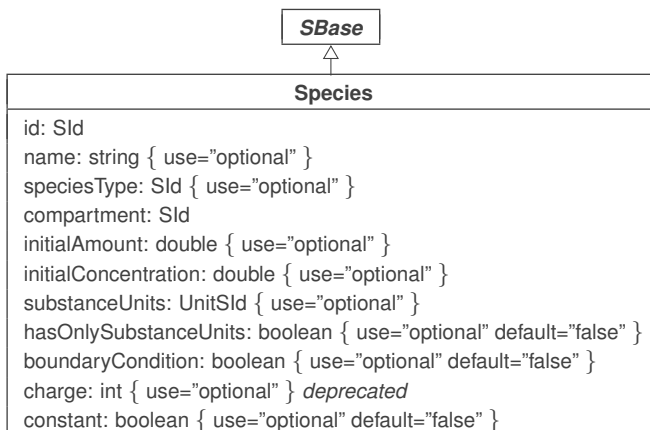 SBase
Species
id: SId
name: string { use=”optional” }
speciesType: SId { use=”optional” }
compartment: SId
initialAmount: double { use=”optional” }
initialConcentration: double { use=”optional” }
substanceUnits: UnitSId { use=”optional” }
hasOnlySubstanceUnits: boolean { use=”optional” default=”false” }
boundaryCondition: boolean { use=”optional” default=”false” }
charge: int { use=”optional” } deprecated
constant: boolean { use=”optional” default=”false” }